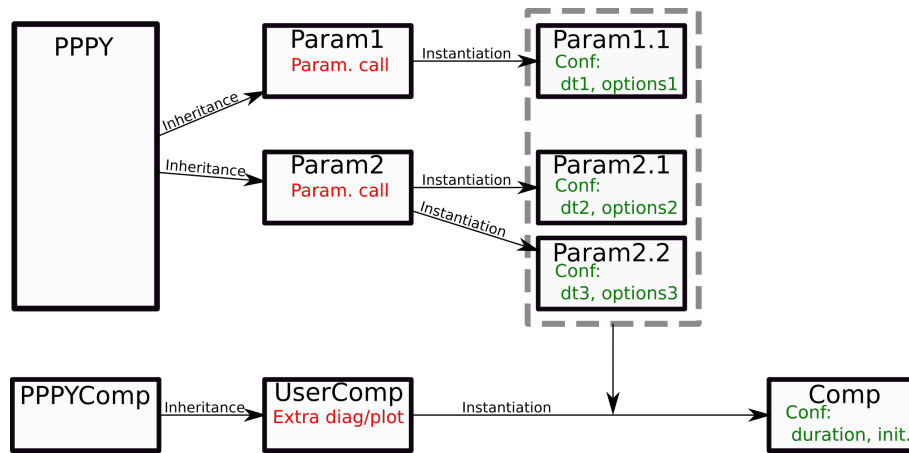 PPPY
Inheritance
Inheritance
Param1
Param. call
Instantiation
Param1.1
Conf:
dt1, options1
Param2
Param. call
Instantiation
Instantiation
Param2.1
Conf:
dt2, options2
Param2.2
Conf:
dt3, options3
PPPYComp
Inheritance
UserComp
Extra diag/plot
Instantiation
Comp
Conf:
duration, init.